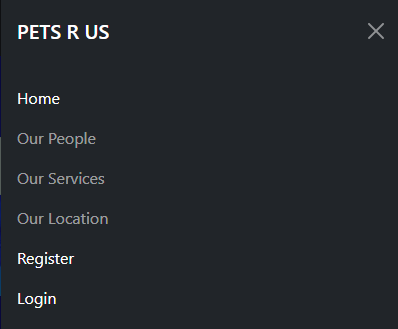 PETS R US
Home
Our People
Our Services
Our Location
Register
Login